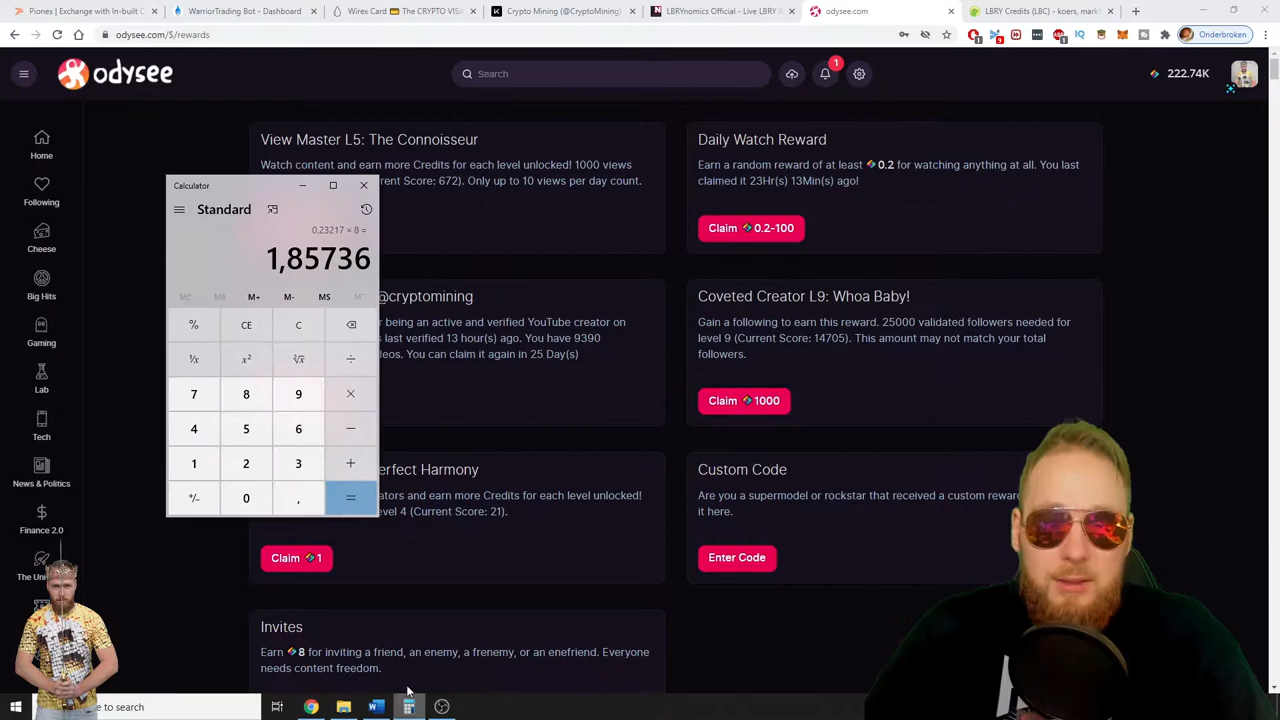 Pionex | Exchange with In-built C
WarriorTrading Bot - Dashboard
Wirex Card 💳 The CRYPTO VISA
Crypto Mining (@CryptoMining)
LBRYnomics Official - Live LBRY &
odysee.com
LBRY Credits (LBC) - koers, mark
odysee.com/$/rewards
Onderbroken
odysee
Search
1
222.74K
Home
Following
Cheese
Big Hits
Gaming
Lab
Tech
News & Politics
Finance 2.0
The Uni
View Master L5: The Connoisseur
Watch content and earn more Credits for each level unlocked! 1000 views
rrent Score: 672). Only up to 10 views per day count.
Daily Watch Reward
Earn a random reward of at least 0.2 for watching anything at all. You last
claimed it 23Hr(s) 13Min(s) ago!
Claim 0.2-100
Calculator
Standard
0.23217 × 8 =
1,85736
MC MR M+ M- MS
% CE C
÷
7 8 9 ×
4 5 6 −
1 2 3 +
+/- 0 , =
@cryptomining
r being an active and verified YouTube creator on
last verified 13 hour(s) ago. You have 9390
deos. You can claim it again in 25 Day(s)
Coveted Creator L9: Whoa Baby!
Gain a following to earn this reward. 25000 validated followers needed for
level 9 (Current Score: 14705). This amount may not match your total
followers.
Claim 1000
erfect Harmony
ators and earn more Credits for each level unlocked!
evel 4 (Current Score: 21).
Claim 1
Custom Code
Are you a supermodel or rockstar that received a custom rewar
it here.
Enter Code
Invites
Earn 8 for inviting a friend, an enemy, a frenemy, or an enefriend. Everyone
needs content freedom.
e to search